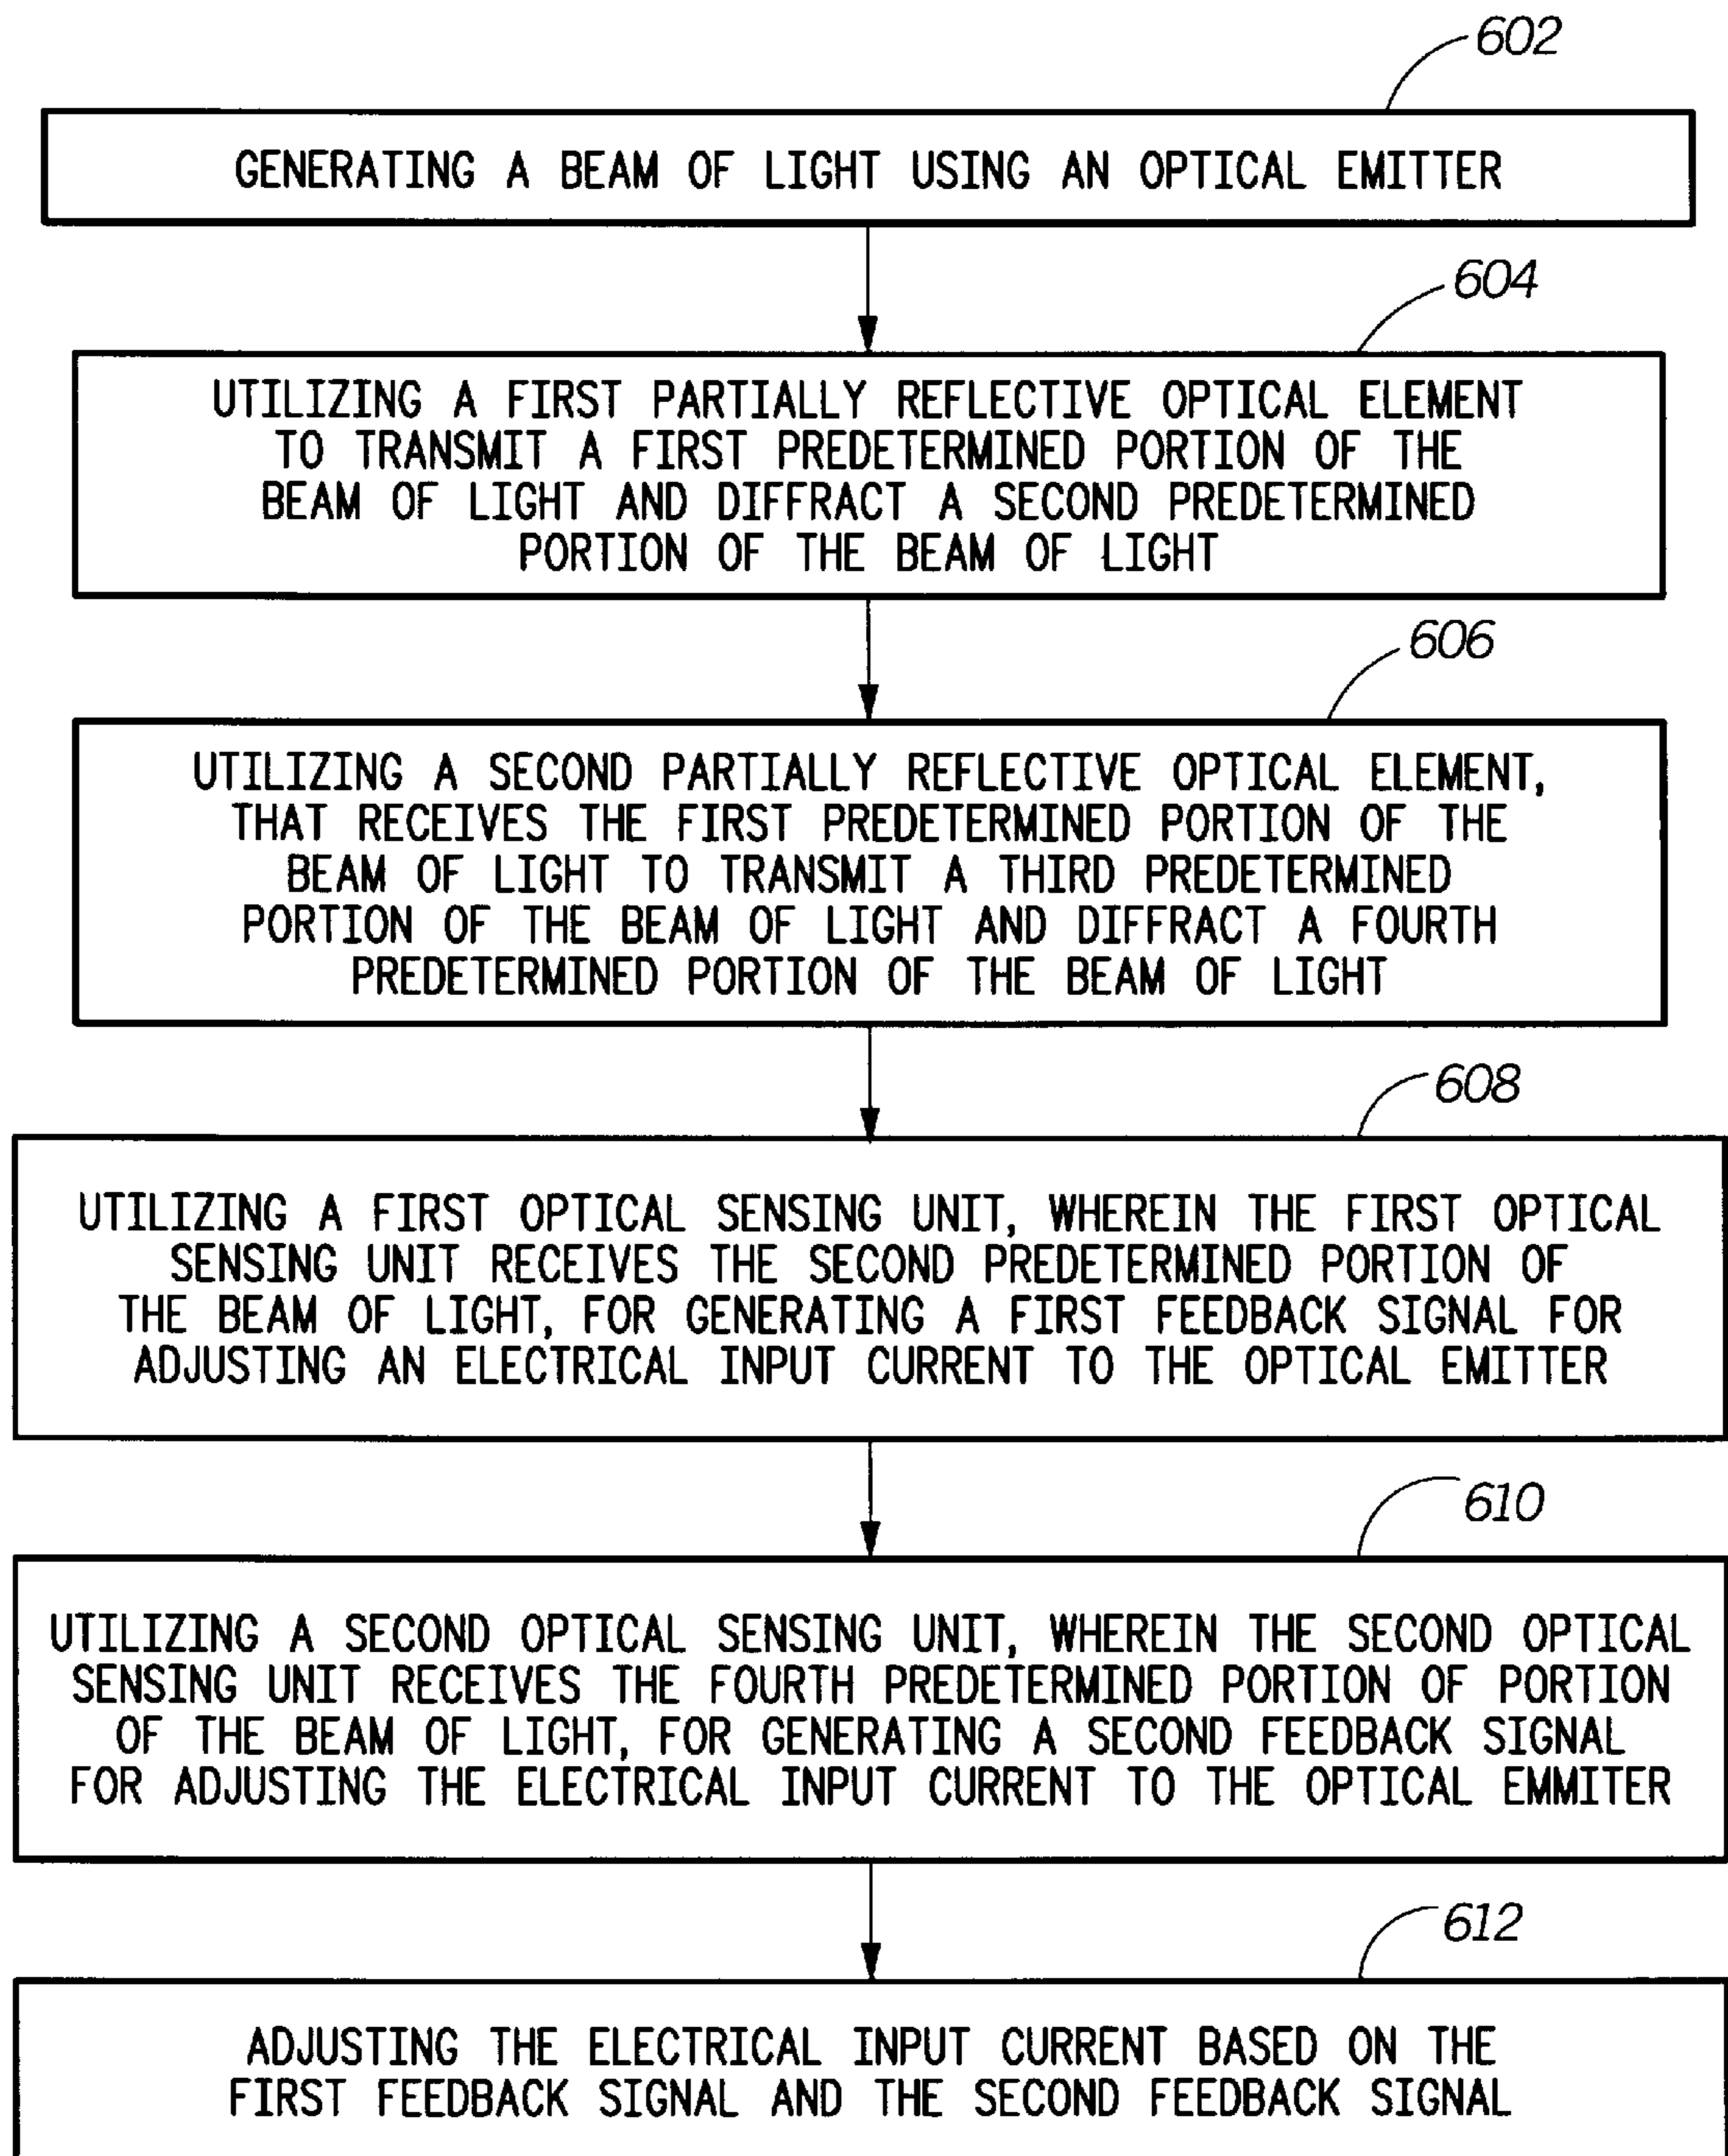 602
GENERATING A BEAM OF LIGHT USING AN OPTICAL EMITTER
604
UTILIZING A FIRST PARTIALLY REFLECTIVE OPTICAL ELEMENT
TO TRANSMIT A FIRST PREDETERMINED PORTION OF THE
BEAM OF LIGHT AND DIFFRACT A SECOND PREDETERMINED
PORTION OF THE BEAM OF LIGHT
606
UTILIZING A SECOND PARTIALLY REFLECTIVE OPTICAL ELEMENT,
THAT RECEIVES THE FIRST PREDETERMINED PORTION OF THE
BEAM OF LIGHT TO TRANSMIT A THIRD PREDETERMINED
PORTION OF THE BEAM OF LIGHT AND DIFFRACT A FOURTH
PREDETERMINED PORTION OF THE BEAM OF LIGHT
608
UTILIZING A FIRST OPTICAL SENSING UNIT, WHEREIN THE FIRST OPTICAL
SENSING UNIT RECEIVES THE SECOND PREDETERMINED PORTION OF
THE BEAM OF LIGHT, FOR GENERATING A FIRST FEEDBACK SIGNAL FOR
ADJUSTING AN ELECTRICAL INPUT CURRENT TO THE OPTICAL EMITTER
610
UTILIZING A SECOND OPTICAL SENSING UNIT, WHEREIN THE SECOND OPTICAL
SENSING UNIT RECEIVES THE FOURTH PREDETERMINED PORTION OF PORTION
OF THE BEAM OF LIGHT, FOR GENERATING A SECOND FEEDBACK SIGNAL
FOR ADJUSTING THE ELECTRICAL INPUT CURRENT TO THE OPTICAL EMMITER
612
ADJUSTING THE ELECTRICAL INPUT CURRENT BASED ON THE
FIRST FEEDBACK SIGNAL AND THE SECOND FEEDBACK SIGNAL